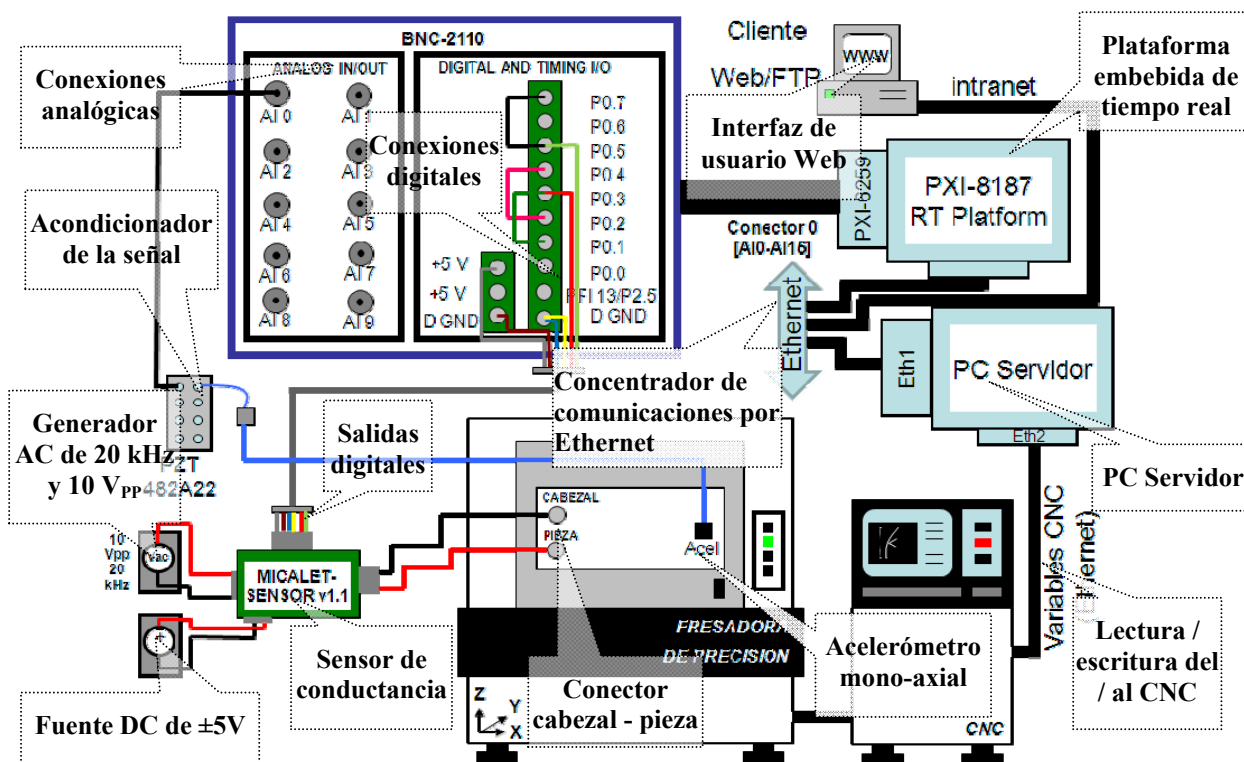 BNC-2110
ANALOG IN/OUT
DIGITAL AND TIMING I/O
Conexiones
analógicas
AI 0
AI 1
AI 2
AI 3
AI 4
AI 5
AI 6
AI 7
AI 8
AI 9
Conexiones
digitales
P0.7
P0.6
P0.5
P0.4
P0.3
P0.2
P0.1
P0.0
PFI 13/P2.5
D GND
+5 V
+5 V
D GND
Cliente
Web/FTP
WWW
intranet
Plataforma
embebida de
tiempo real
Interfaz de
usuario Web
PXI-6259
PXI-8187
RT Platform
Conector 0
[AI0-AI15]
Ethernet
Eth1
PC Servidor
Eth2
PC Servidor
Acondicionador
de la señal
Generador
AC de 20 kHz
y 10 VPP
PZT
482A22
Salidas
digitales
Concentrador de
comunicaciones por
Ethernet
10
Vpp
20
kHz
Vac
MICALET-
SENSOR v1.1
CABEZAL
PIEZA
Acel
Variables CNC
(Ethernet)
FRESADORA
DE PRECISION
Sensor de
conductancia
Conector
cabezal - pieza
Acelerómetro
mono-axial
Lectura /
escritura del
/ al CNC
Fuente DC de ±5V
Z
Y
X
CNC